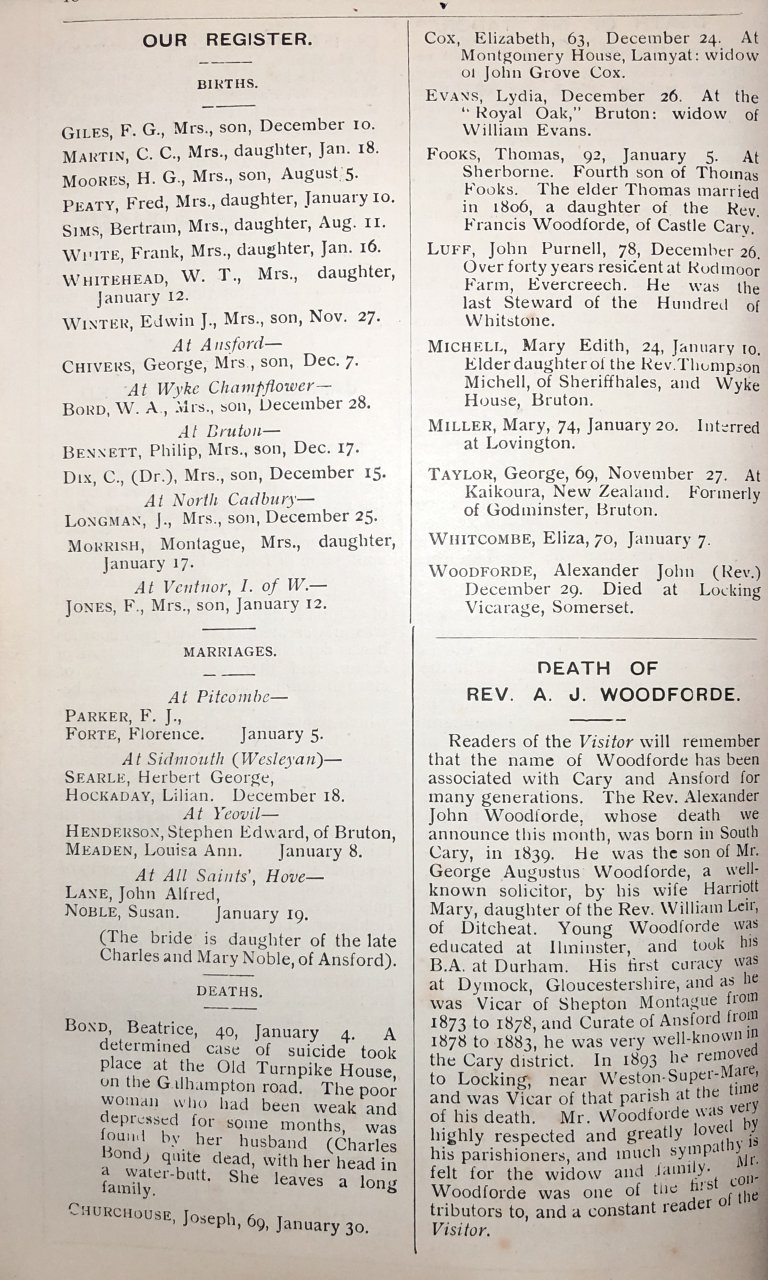 OUR REGISTER.
BIRTHS.
GILES, F. G., Mrs., son, December 10.
MARTIN, C. C., Mrs., daughter, Jan. 18.
MOORES, H. G., Mrs., son, August 5.
PEATY, Fred, Mrs., daughter, January 10.
SIMS, Bertram, Mrs., daughter, Aug. 11.
WHITE, Frank, Mrs., daughter, Jan. 16.
WHITEHEAD, W. T., Mrs., daughter,
January 12.
WINTER, Edwin J., Mrs., son, Nov. 27.
At Ansford—
CHIVERS, George, Mrs., son, Dec. 7.
At Wyke Champflower—
BORD, W. A., Mrs., son, December 28.
At Bruton—
BENNETT, Philip, Mrs., son, Dec. 17.
DIX, C., (Dr.), Mrs., son, December 15.
At North Cadbury—
LONGMAN, J., Mrs., son, December 25.
MORRISH, Montague, Mrs., daughter,
January 17.
At Ventnor, I. of W.—
JONES, F., Mrs., son, January 12.
MARRIAGES.
At Pitcombe—
PARKER, F. J.,
FORTE, Florence. January 5.
At Sidmouth (Wesleyan)—
SEARLE, Herbert George,
HOCKADAY, Lilian. December 18.
At Yeovil—
HENDERSON, Stephen Edward, of Bruton,
MEADEN, Louisa Ann. January 8.
At All Saints', Hove—
LANE, John Alfred,
NOBLE, Susan. January 19.
(The bride is daughter of the late
Charles and Mary Noble, of Ansford).
DEATHS.
BOND, Beatrice, 40, January 4. A
determined case of suicide took
place at the Old Turnpike House,
on the Galhampton road. The poor
woman who had been weak and
depressed for some months, was
found by her husband (Charles
Bond) quite dead, with her head in
a water-butt. She leaves a long
family.
CHURCHOUSE, Joseph, 69, January 30.
COX, Elizabeth, 63, December 24. At
Montgomery House, Lamyat: widow
of John Grove Cox.
EVANS, Lydia, December 26. At the
"Royal Oak," Bruton: widow of
William Evans.
FOOKS, Thomas, 92, January 5. At
Sherborne. Fourth son of Thomas
Fooks. The elder Thomas married
in 1806, a daughter of the Rev.
Francis Woodforde, of Castle Cary.
LUFF, John Purnell, 78, December 26.
Over forty years resident at Rodmoor
Farm, Evercreech. He was the
last Steward of the Hundred of
Whitstone.
MICHELL, Mary Edith, 24, January 10.
Elder daughter of the Rev. Thompson
Michell, of Sheriffhales, and Wyke
House, Bruton.
MILLER, Mary, 74, January 20. Interred
at Lovington.
TAYLOR, George, 69, November 27. At
Kaikoura, New Zealand. Formerly
of Godminster, Bruton.
WHITCOMBE, Eliza, 70, January 7.
WOODFORDE, Alexander John (Rev.)
December 29. Died at Locking
Vicarage, Somerset.
DEATH OF
REV. A. J. WOODFORDE.
Readers of the Visitor will remember
that the name of Woodforde has been
associated with Cary and Ansford for
many generations. The Rev. Alexander
John Woodforde, whose death we
announce this month, was born in South
Cary, in 1839. He was the son of Mr.
George Augustus Woodforde, a well-
known solicitor, by his wife Harriott
Mary, daughter of the Rev. William Leir,
of Ditcheat. Young Woodforde was
educated at Ilminster, and took his
B.A. at Durham. His first curacy was
at Dymock, Gloucestershire, and as he
was Vicar of Shepton Montague from
1873 to 1878, and Curate of Ansford from
1878 to 1883, he was very well-known in
the Cary district. In 1893 he removed
to Locking, near Weston-Super-Mare,
and was Vicar of that parish at the time
of his death. Mr. Woodforde was very
highly respected and greatly loved by
his parishioners, and much sympathy is
felt for the widow and family. Mr.
Woodforde was one of the first con-
tributors to, and a constant reader of the
Visitor.